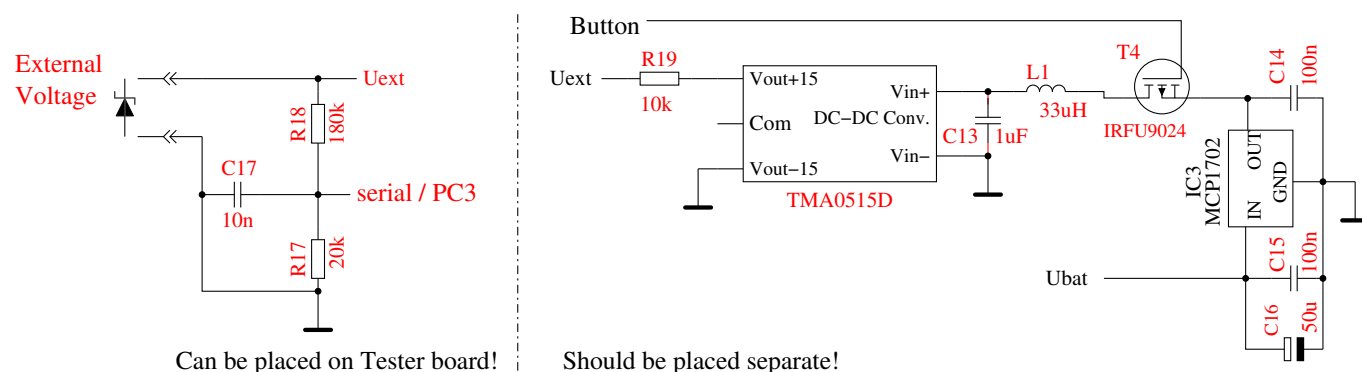 External
Voltage
Uext
R18
180k
C17
10n
serial / PC3
R17
20k
Can be placed on Tester board!
Button
Uext
R19
10k
Vout+15
Com
Vout−15
Vin+
DC−DC Conv.
Vin−
TMA0515D
C13
1uF
L1
33uH
T4
IRFU9024
C14
100n
OUT
GND
IN
IC3
MCP1702
Ubat
C15
100n
C16
50u
Should be placed separate!